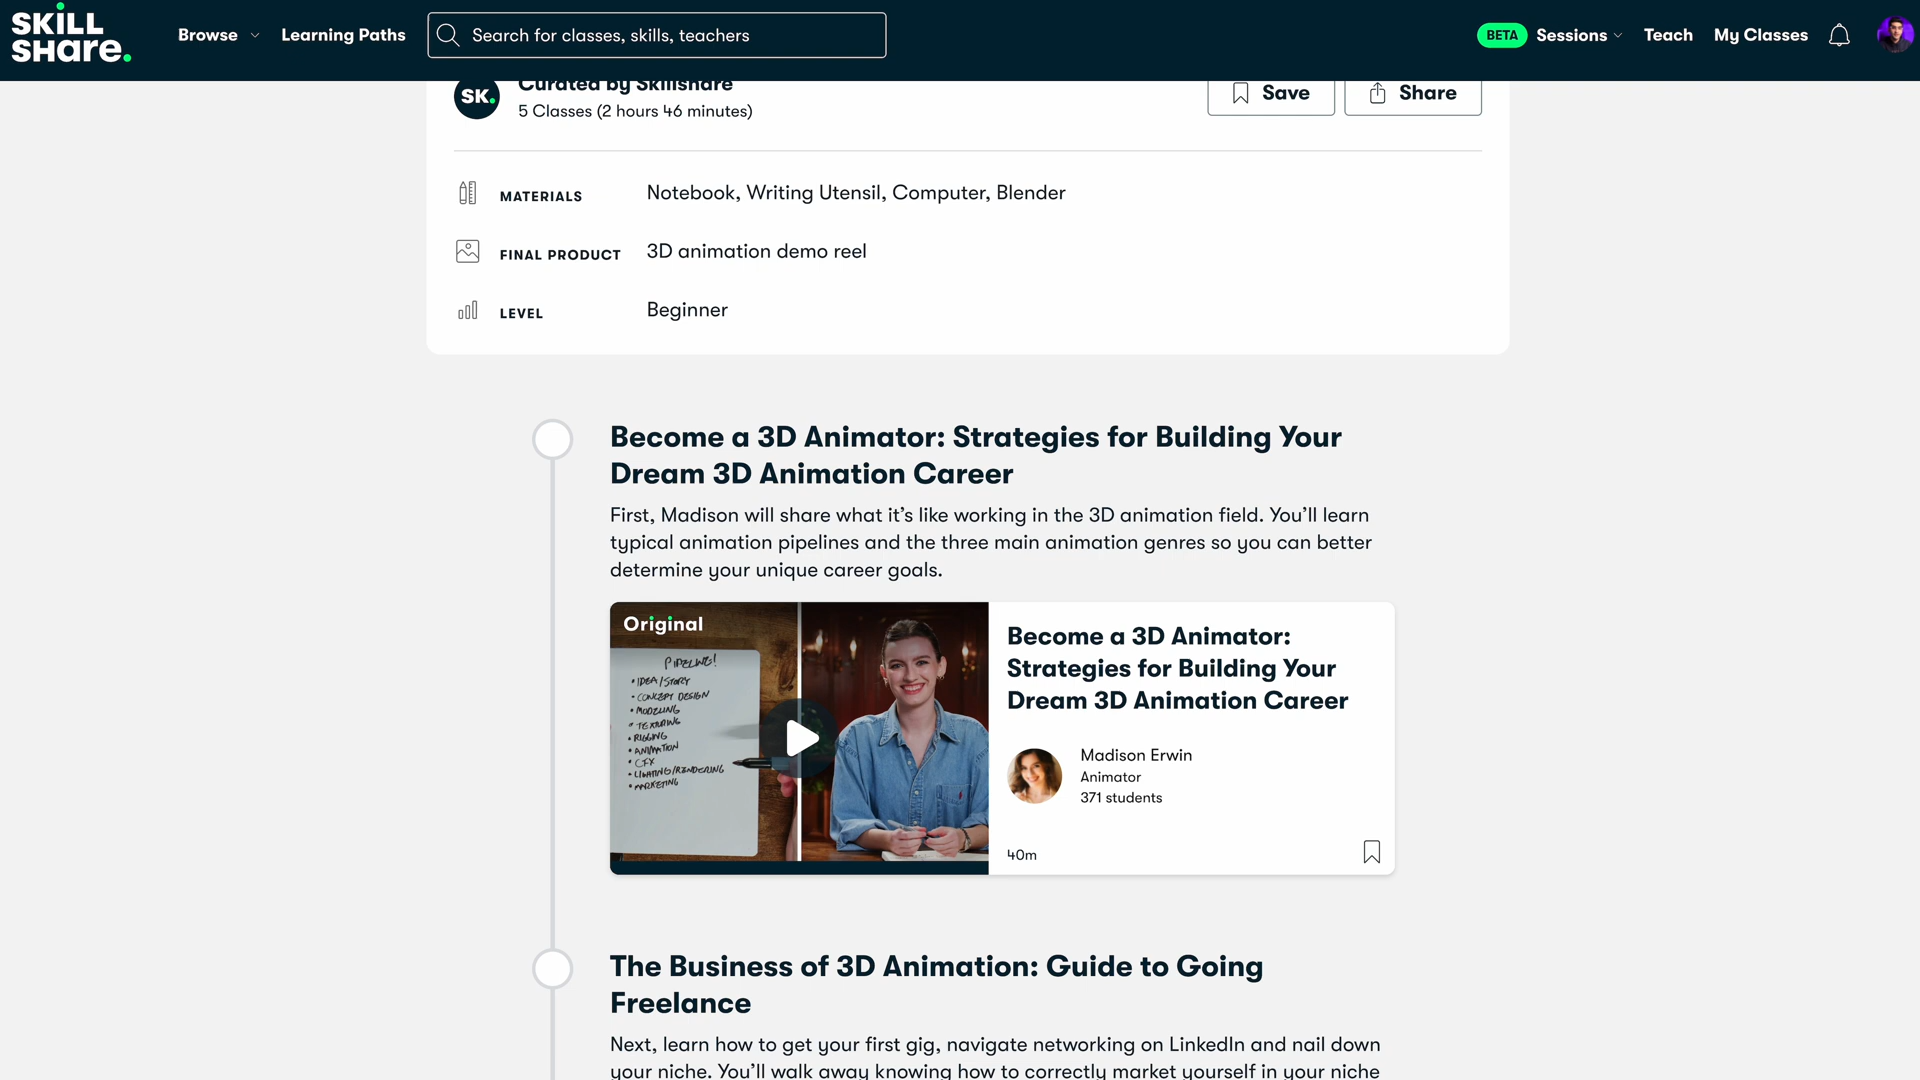 SKILL
SHARE.
Browse
Learning Paths
Search for classes, skills, teachers
BETA
Sessions
Teach
My Classes
SK.
Curated by Skillshare
5 Classes (2 hours 46 minutes)
Save
Share
MATERIALS
Notebook, Writing Utensil, Computer, Blender
FINAL PRODUCT
3D animation demo reel
LEVEL
Beginner
Become a 3D Animator: Strategies for Building Your
Dream 3D Animation Career
First, Madison will share what it’s like working in the 3D animation field. You’ll learn
typical animation pipelines and the three main animation genres so you can better
determine your unique career goals.
Original
PIPELINE!
• IDEA/STORY
• CONCEPT DESIGN
• MODELING
• TEXTURING
• RIGGING
• ANIMATION
• CFX
• LIGHTING/RENDERING
• MARKETING
Become a 3D Animator:
Strategies for Building Your
Dream 3D Animation Career
Madison Erwin
Animator
371 students
40m
The Business of 3D Animation: Guide to Going
Freelance
Next, learn how to get your first gig, navigate networking on LinkedIn and nail down
your niche. You’ll walk away knowing how to correctly market yourself in your niche